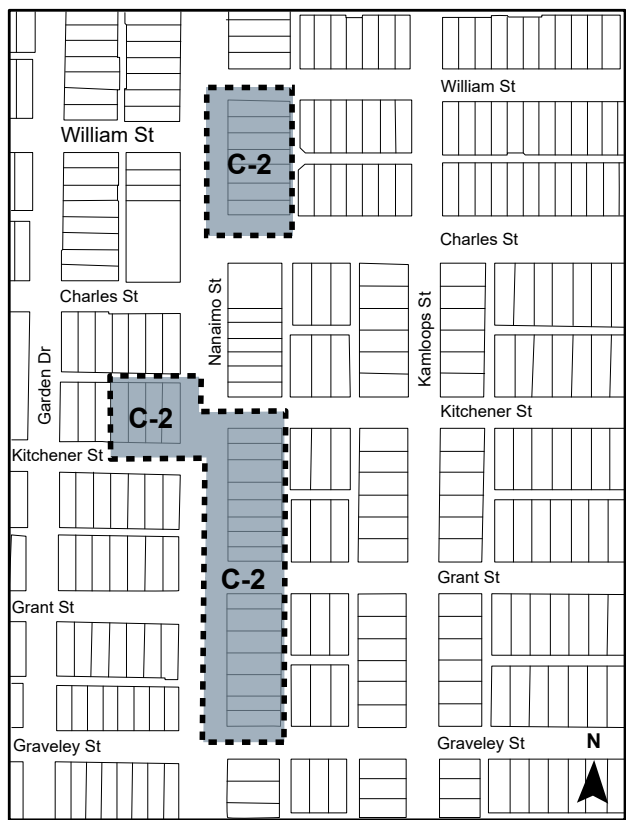 William St
William St
C-2
Charles St
Charles St
Nanaimo St
Kamloops St
Garden Dr
C-2
Kitchener St
Kitchener St
C-2
Grant St
Grant St
Graveley St
Graveley St
N